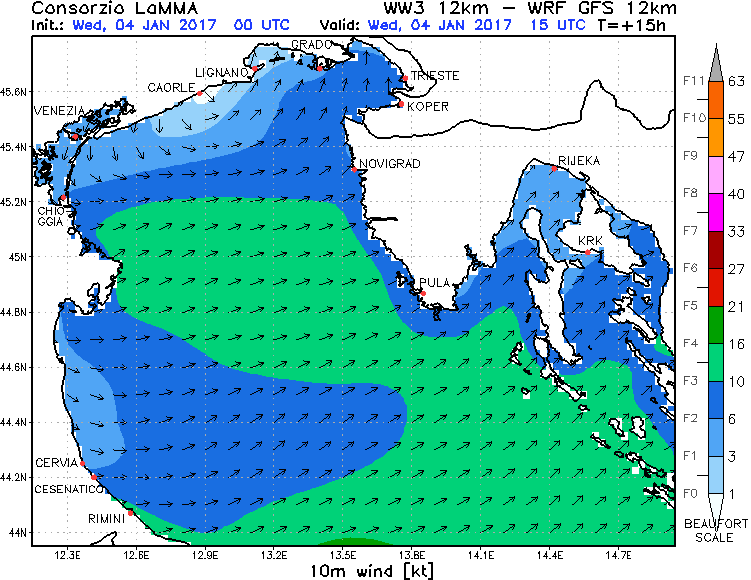 Consorzio LaMMA WW3 12km – WRF GFS 12km
Init.: Wed, 04 JAN 2017 00 UTC Valid: Wed, 04 JAN 2017 15 UTC T=+15h
GRADO
LIGNANO
TRIESTE
CAORLE
KOPER
VENEZIA
NOVIGRAD
RIJEKA
CHIO-
GGIA
KRK
PULA
CERVIA
CESENATICO
RIMINI
45.6N
45.4N
45.2N
45N
44.8N
44.6N
44.4N
44.2N
44N
12.3E 12.6E 12.9E 13.2E 13.5E 13.8E 14.1E 14.4E 14.7E
10m wind [kt]
F11 63
F10 55
F9 47
F8 40
F7 33
F6 27
F5 21
F4 16
F3 10
F2 6
F1 3
F0 1
BEAUFORT
SCALE